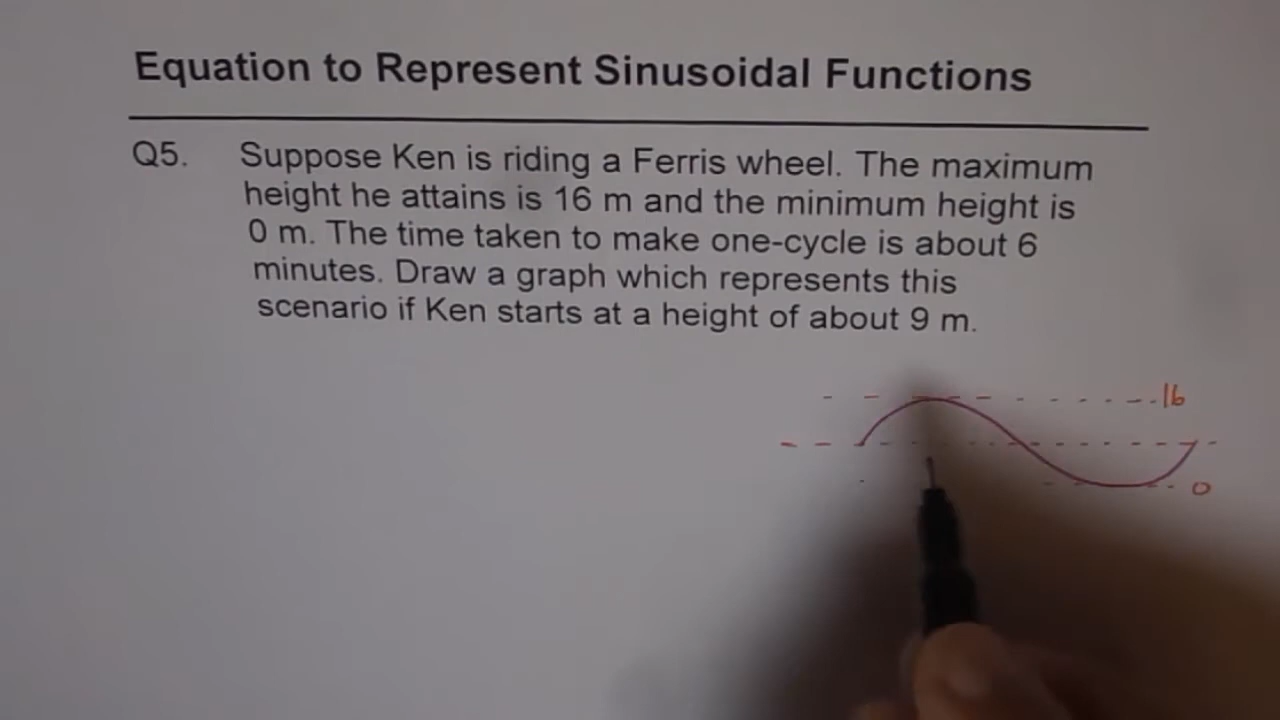 Equation to Represent Sinusoidal Functions
Q5. Suppose Ken is riding a Ferris wheel. The maximum
height he attains is 16 m and the minimum height is
0 m. The time taken to make one-cycle is about 6
minutes. Draw a graph which represents this
scenario if Ken starts at a height of about 9 m.
16
0